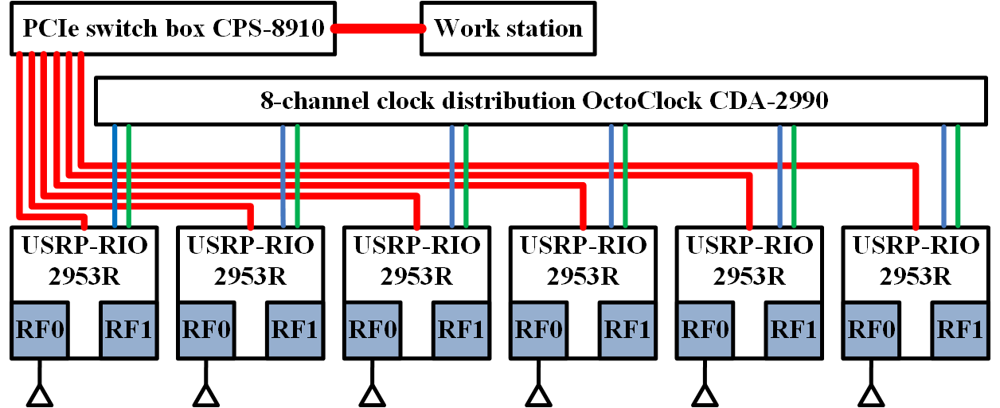 PCIe switch box CPS-8910
Work station
8-channel clock distribution OctoClock CDA-2990
USRP-RIO
2953R
RF0
RF1
USRP-RIO
2953R
RF0
RF1
USRP-RIO
2953R
RF0
RF1
USRP-RIO
2953R
RF0
RF1
USRP-RIO
2953R
RF0
RF1
USRP-RIO
2953R
RF0
RF1